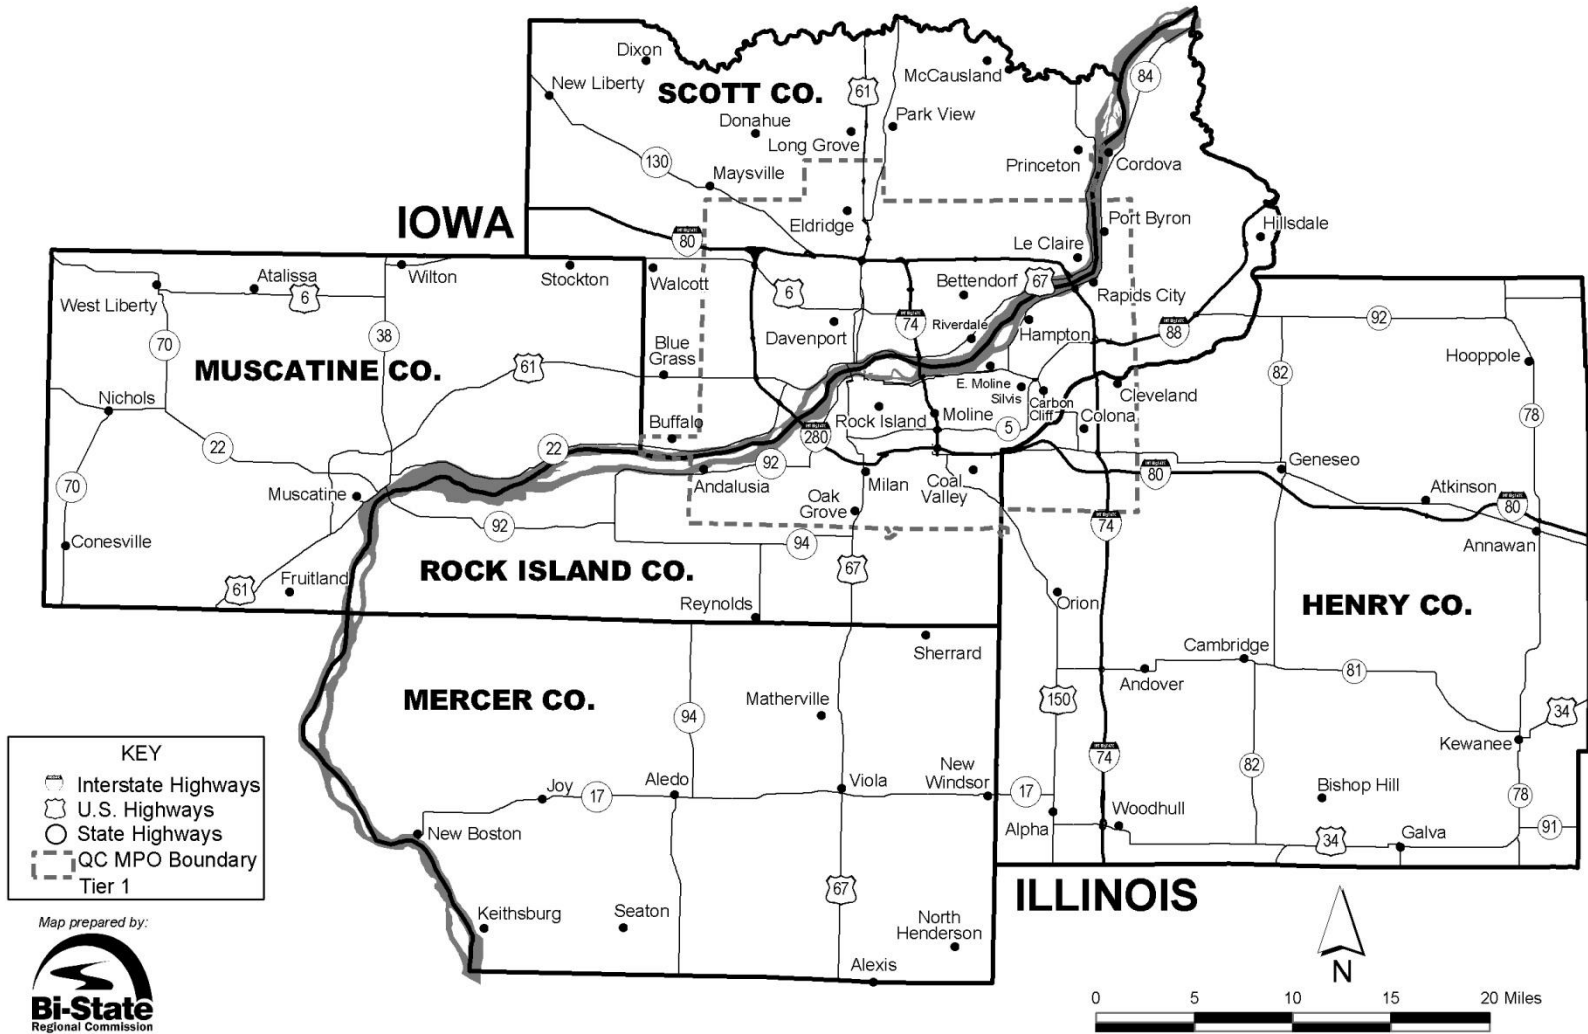 Dixon
New Liberty
SCOTT CO.
61
McCausland
84
Donahue
Long Grove
Park View
130
Maysville
Princeton
Cordova
IOWA
80
Eldridge
Port Byron
Le Claire
Hillsdale
West Liberty
Atalissa
6
Wilton
Stockton
Walcott
6
Bettendorf
67
Rapids City
70
38
MUSCATINE CO.
61
Blue
Grass
Davenport
74
Riverdale
Hampton
88
92
Hooppole
82
Nichols
22
Buffalo
22
Rock Island
Moline
E. Moline
Silvis
Carbon
Cliff
Cleveland
Colona
5
78
280
92
70
Muscatine
Andalusia
Milan
Coal
Valley
80
Geneseo
Atkinson
80
Oak
Grove
92
94
74
Conesville
Annawan
61
Fruitland
ROCK ISLAND CO.
67
Reynolds
Orion
HENRY CO.
Sherrard
Cambridge
81
MERCER CO.
Matherville
94
150
Andover
34
Kewanee
KEY
Interstate Highways
U.S. Highways
State Highways
QC MPO Boundary
Tier 1
74
82
Joy
17
Aledo
Viola
New
Windsor
17
Alpha
Woodhull
Bishop Hill
78
New Boston
34
Galva
91
67
ILLINOIS
Keithsburg
Seaton
North
Henderson
Alexis
Map prepared by:
Bi-State
Regional Commission
N
0 5 10 15 20 Miles